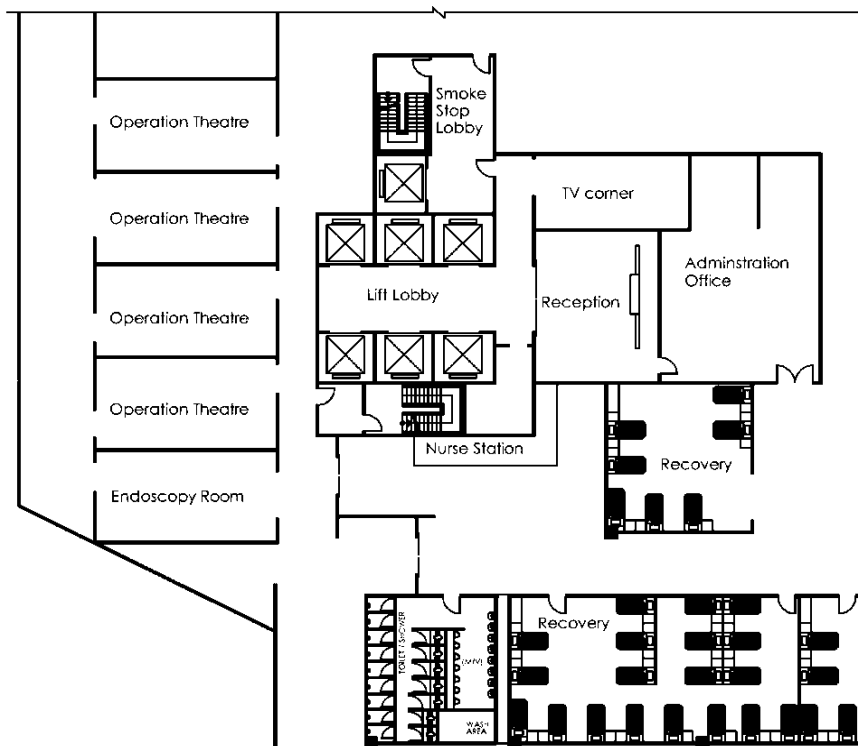 Smoke
Stop
Lobby
Operation Theatre
TV corner
Operation Theatre
Adminstration
Office
Lift Lobby
Reception
Operation Theatre
Operation Theatre
Nurse Station
Recovery
Endoscopy Room
Recovery
TOILET / SHOWER
WASH
AREA